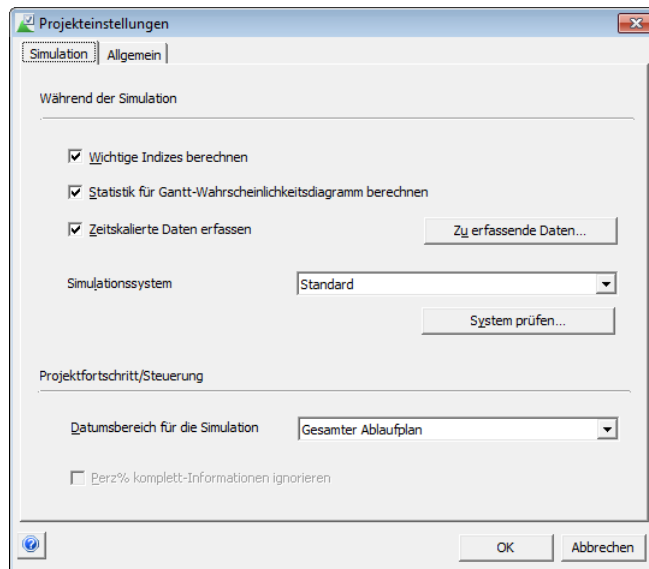 Projekteinstellungen
Simulation Allgemein
Während der Simulation
Wichtige Indizes berechnen
Statistik für Gantt-Wahrscheinlichkeitsdiagramm berechnen
Zeitskalierte Daten erfassen Zu erfassende Daten...
Simulationssystem Standard
System prüfen...
Projektfortschritt/Steuerung
Datumsbereich für die Simulation Gesamter Ablaufplan
Perz% komplett-Informationen ignorieren
OK Abbrechen